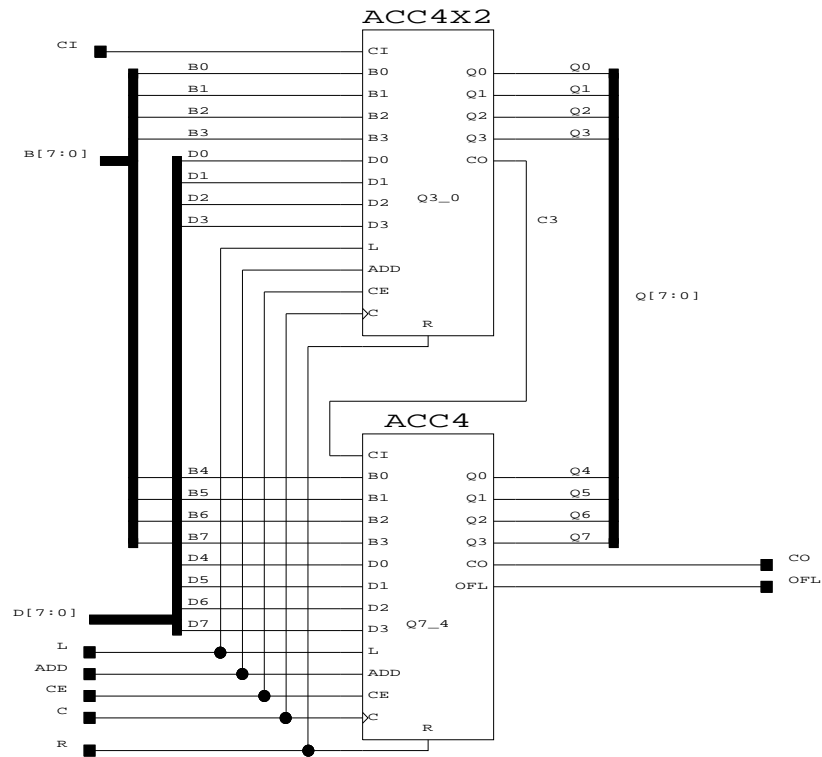 ACC4X2
CI CI
B0 B0 Q0 Q0
B1 B1 Q1 Q1
B2 B2 Q2 Q2
B3 B3 Q3 Q3
B[7:0] D0 D0 CO
D1 D1
D2 D2 Q3_0
D3 D3 C3
L
ADD
CE Q[7:0]
C
R
ACC4
CI
B4 B0 Q0 Q4
B5 B1 Q1 Q5
B6 B2 Q2 Q6
B7 B3 Q3 Q7
D4 D0 CO CO
D5 D1 OFL OFL
D[7:0] D6 D2
D7 D3 Q7_4
L L
ADD ADD
CE CE
C C
R R